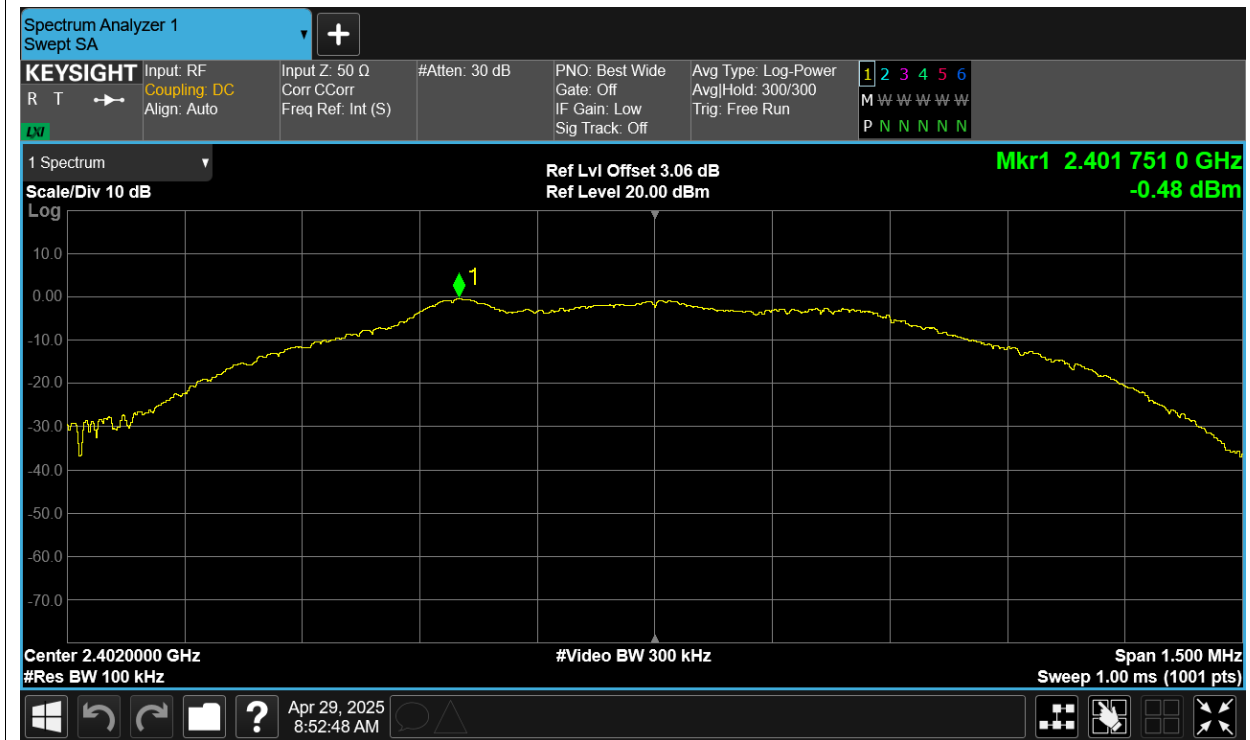 Spectrum Analyzer 1
Swept SA
KEYSIGHT
R T
LXI
Input: RF
Coupling: DC
Align: Auto
Input Z: 50 Ω
Corr CCorr
Freq Ref: Int (S)
#Atten: 30 dB
PNO: Best Wide
Gate: Off
IF Gain: Low
Sig Track: Off
Avg Type: Log-Power
Avg|Hold: 300/300
Trig: Free Run
1 2 3 4 5 6
M W W W W W
P N N N N N
1 Spectrum
Scale/Div 10 dB
Log
Ref Lvl Offset 3.06 dB
Ref Level 20.00 dBm
Mkr1 2.401 751 0 GHz
-0.48 dBm
10.0
0.00
-10.0
-20.0
-30.0
-40.0
-50.0
-60.0
-70.0
1
Center 2.4020000 GHz
#Res BW 100 kHz
#Video BW 300 kHz
Span 1.500 MHz
Sweep 1.00 ms (1001 pts)
?
Apr 29, 2025
8:52:48 AM